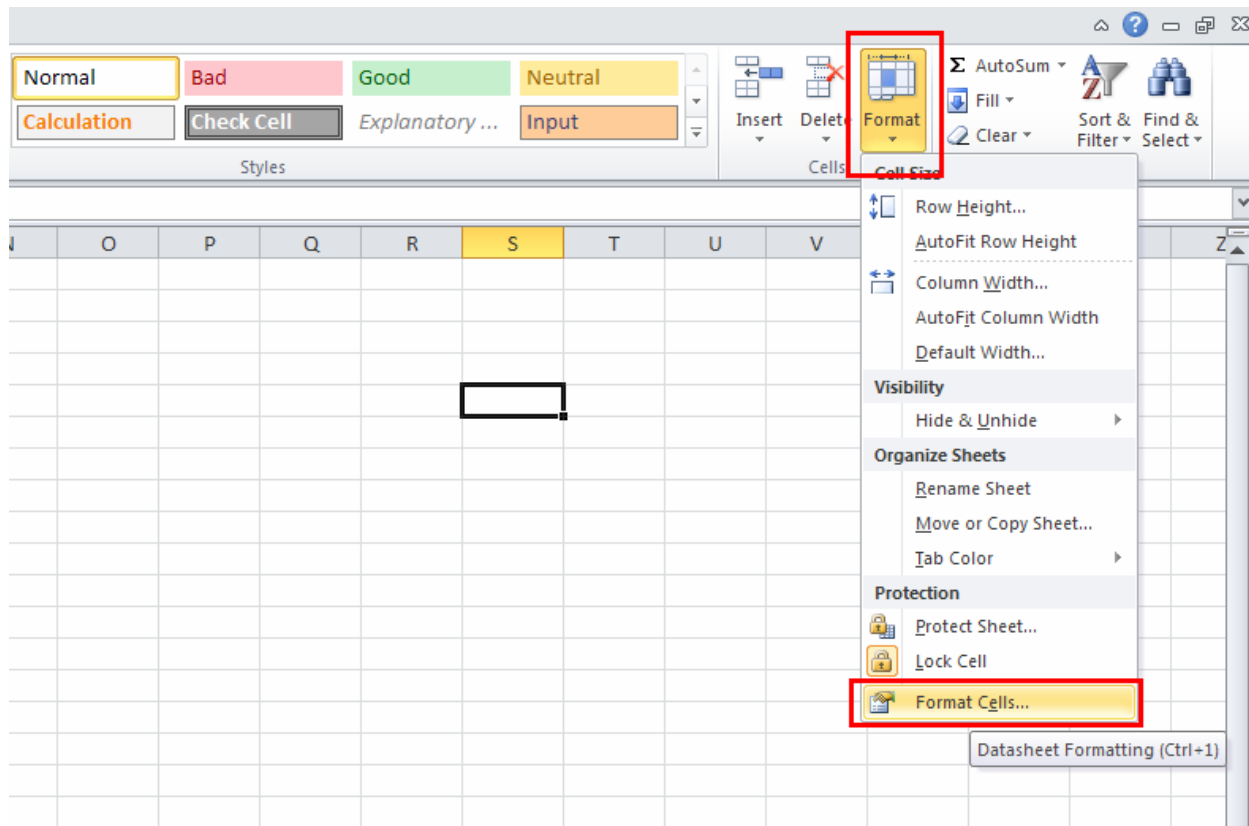 Normal Bad Good Neutral
Calculation Check Cell Explanatory ... Input
Styles
Insert Delete Format
Cells
Σ AutoSum
Fill
Clear
Sort & Find &
Filter Select
N O P Q R S T U V Z
Cell Size
Row Height...
AutoFit Row Height
Column Width...
AutoFit Column Width
Default Width...
Visibility
Hide & Unhide
Organize Sheets
Rename Sheet
Move or Copy Sheet...
Tab Color
Protection
Protect Sheet...
Lock Cell
Format Cells...
Datasheet Formatting (Ctrl+1)